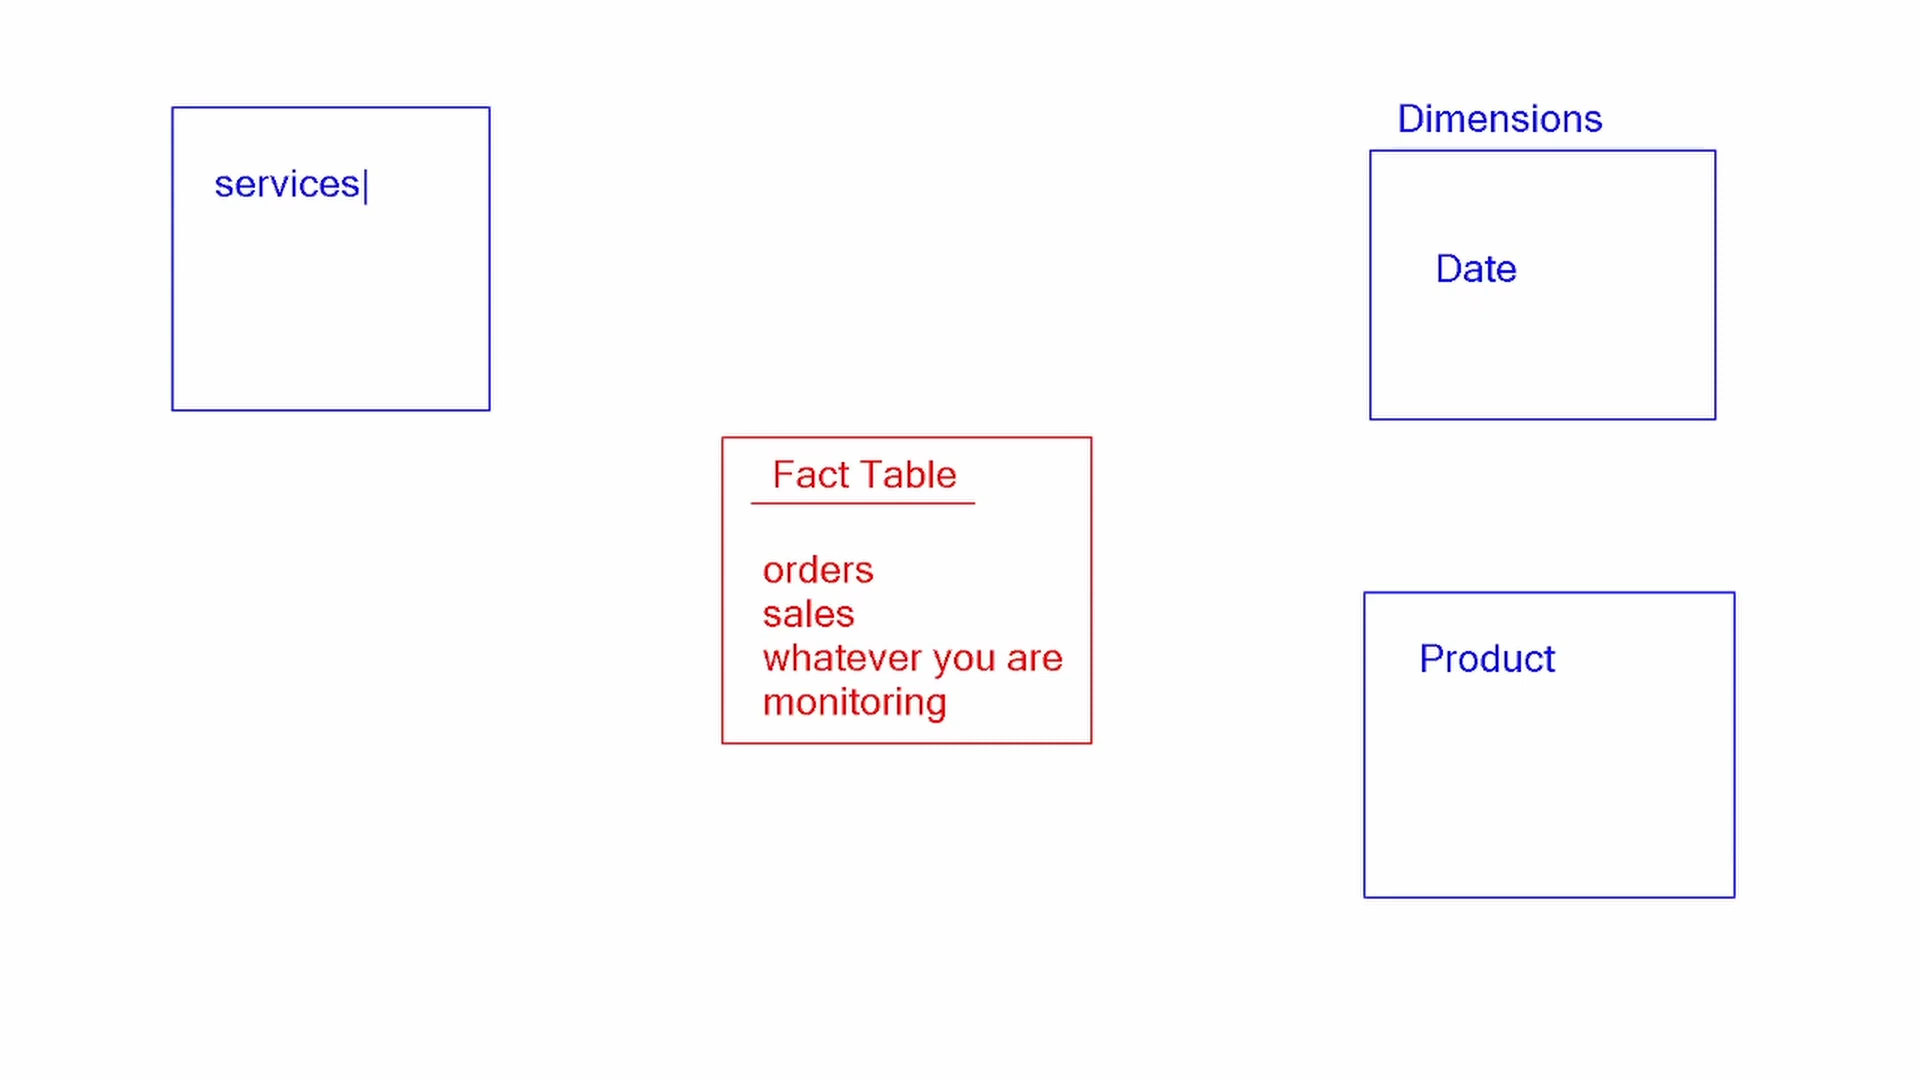 services
Dimensions
Date
Fact Table
orders
sales
whatever you are
monitoring
Product